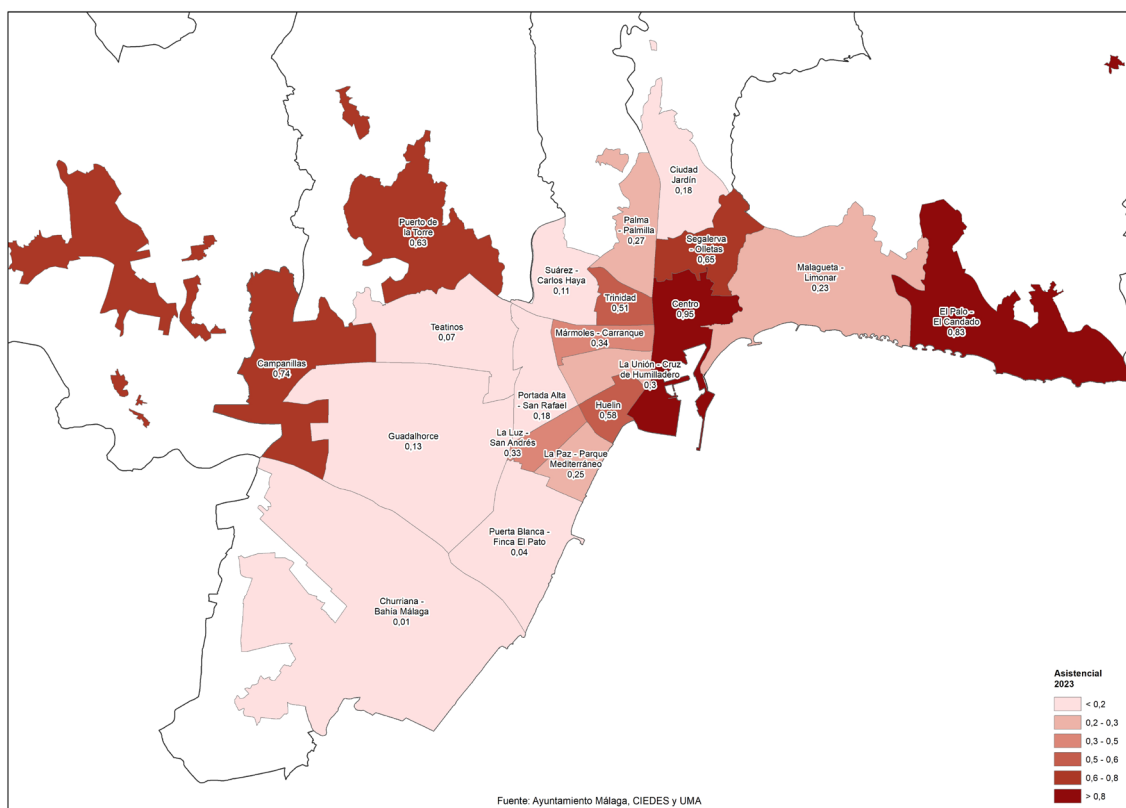 Ciudad
Jardín
0,18
Palma
- Palmilla
0,27
Puerto de
la Torre
0,63
Segalerva -
Olletas
0,65
Suárez -
Carlos Haya
0,11
Malagueta -
Limonar
0,23
Trinidad
0,51
Centro
0,95
El Palo -
El Candado
0,83
Teatinos
0,07
Mármoles - Carranque
0,34
Campanillas
0,74
La Unión - Cruz
de Humilladero
0,3
Portada Alta
- San Rafael
0,18
Huelin
0,58
Guadalhorce
0,13
La Luz -
San Andrés
0,33
La Paz - Parque
Mediterráneo
0,25
Puerta Blanca -
Finca El Pato
0,04
Churriana -
Bahía Málaga
0,01
Asistencial
2023
< 0,2
0,2 - 0,3
0,3 - 0,5
0,5 - 0,6
0,6 - 0,8
> 0,8
Fuente: Ayuntamiento Málaga, CIEDES y UMA